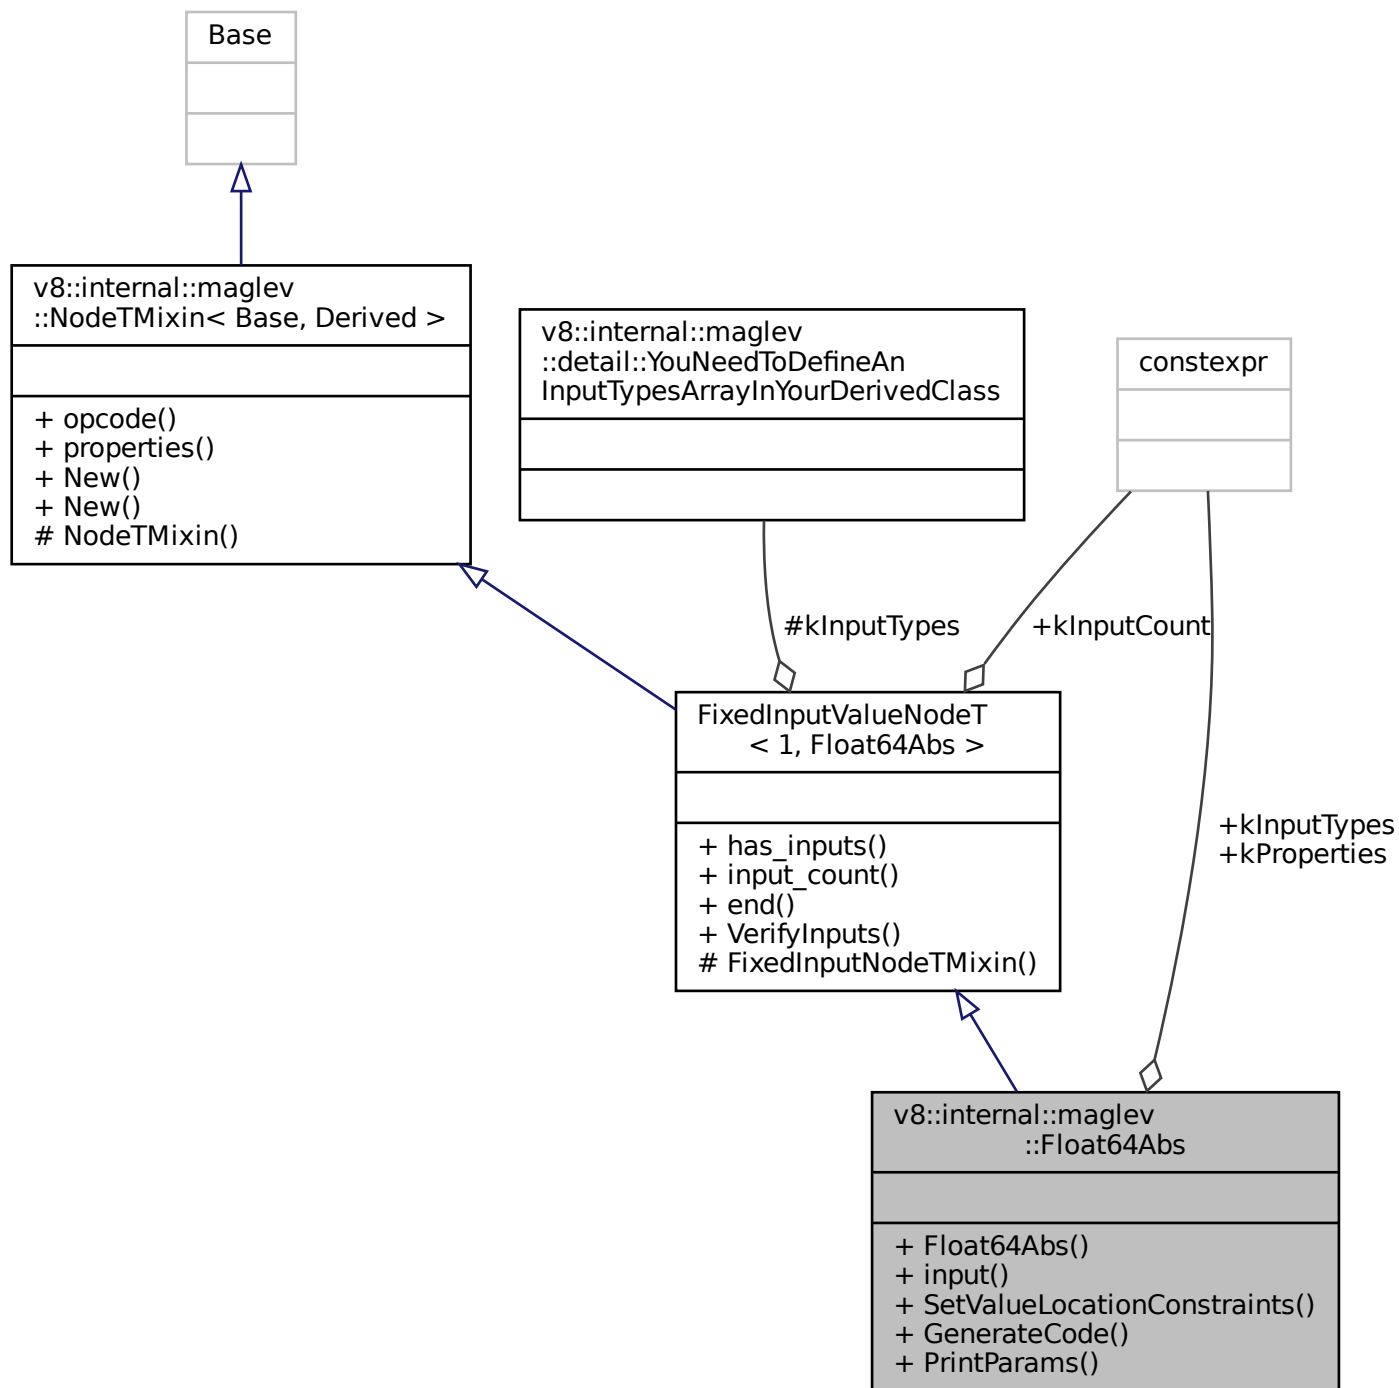 Base
v8::internal::maglev
::NodeTMixin< Base, Derived >
+ opcode()
+ properties()
+ New()
+ New()
# NodeTMixin()
v8::internal::maglev
::detail::YouNeedToDefineAn
InputTypesArrayInYourDerivedClass
constexpr
#kInputTypes
+kInputCount
FixedInputValueNodeT
< 1, Float64Abs >
+ has_inputs()
+ input_count()
+ end()
+ VerifyInputs()
# FixedInputNodeTMixin()
+kInputTypes
+kProperties
v8::internal::maglev
::Float64Abs
+ Float64Abs()
+ input()
+ SetValueLocationConstraints()
+ GenerateCode()
+ PrintParams()